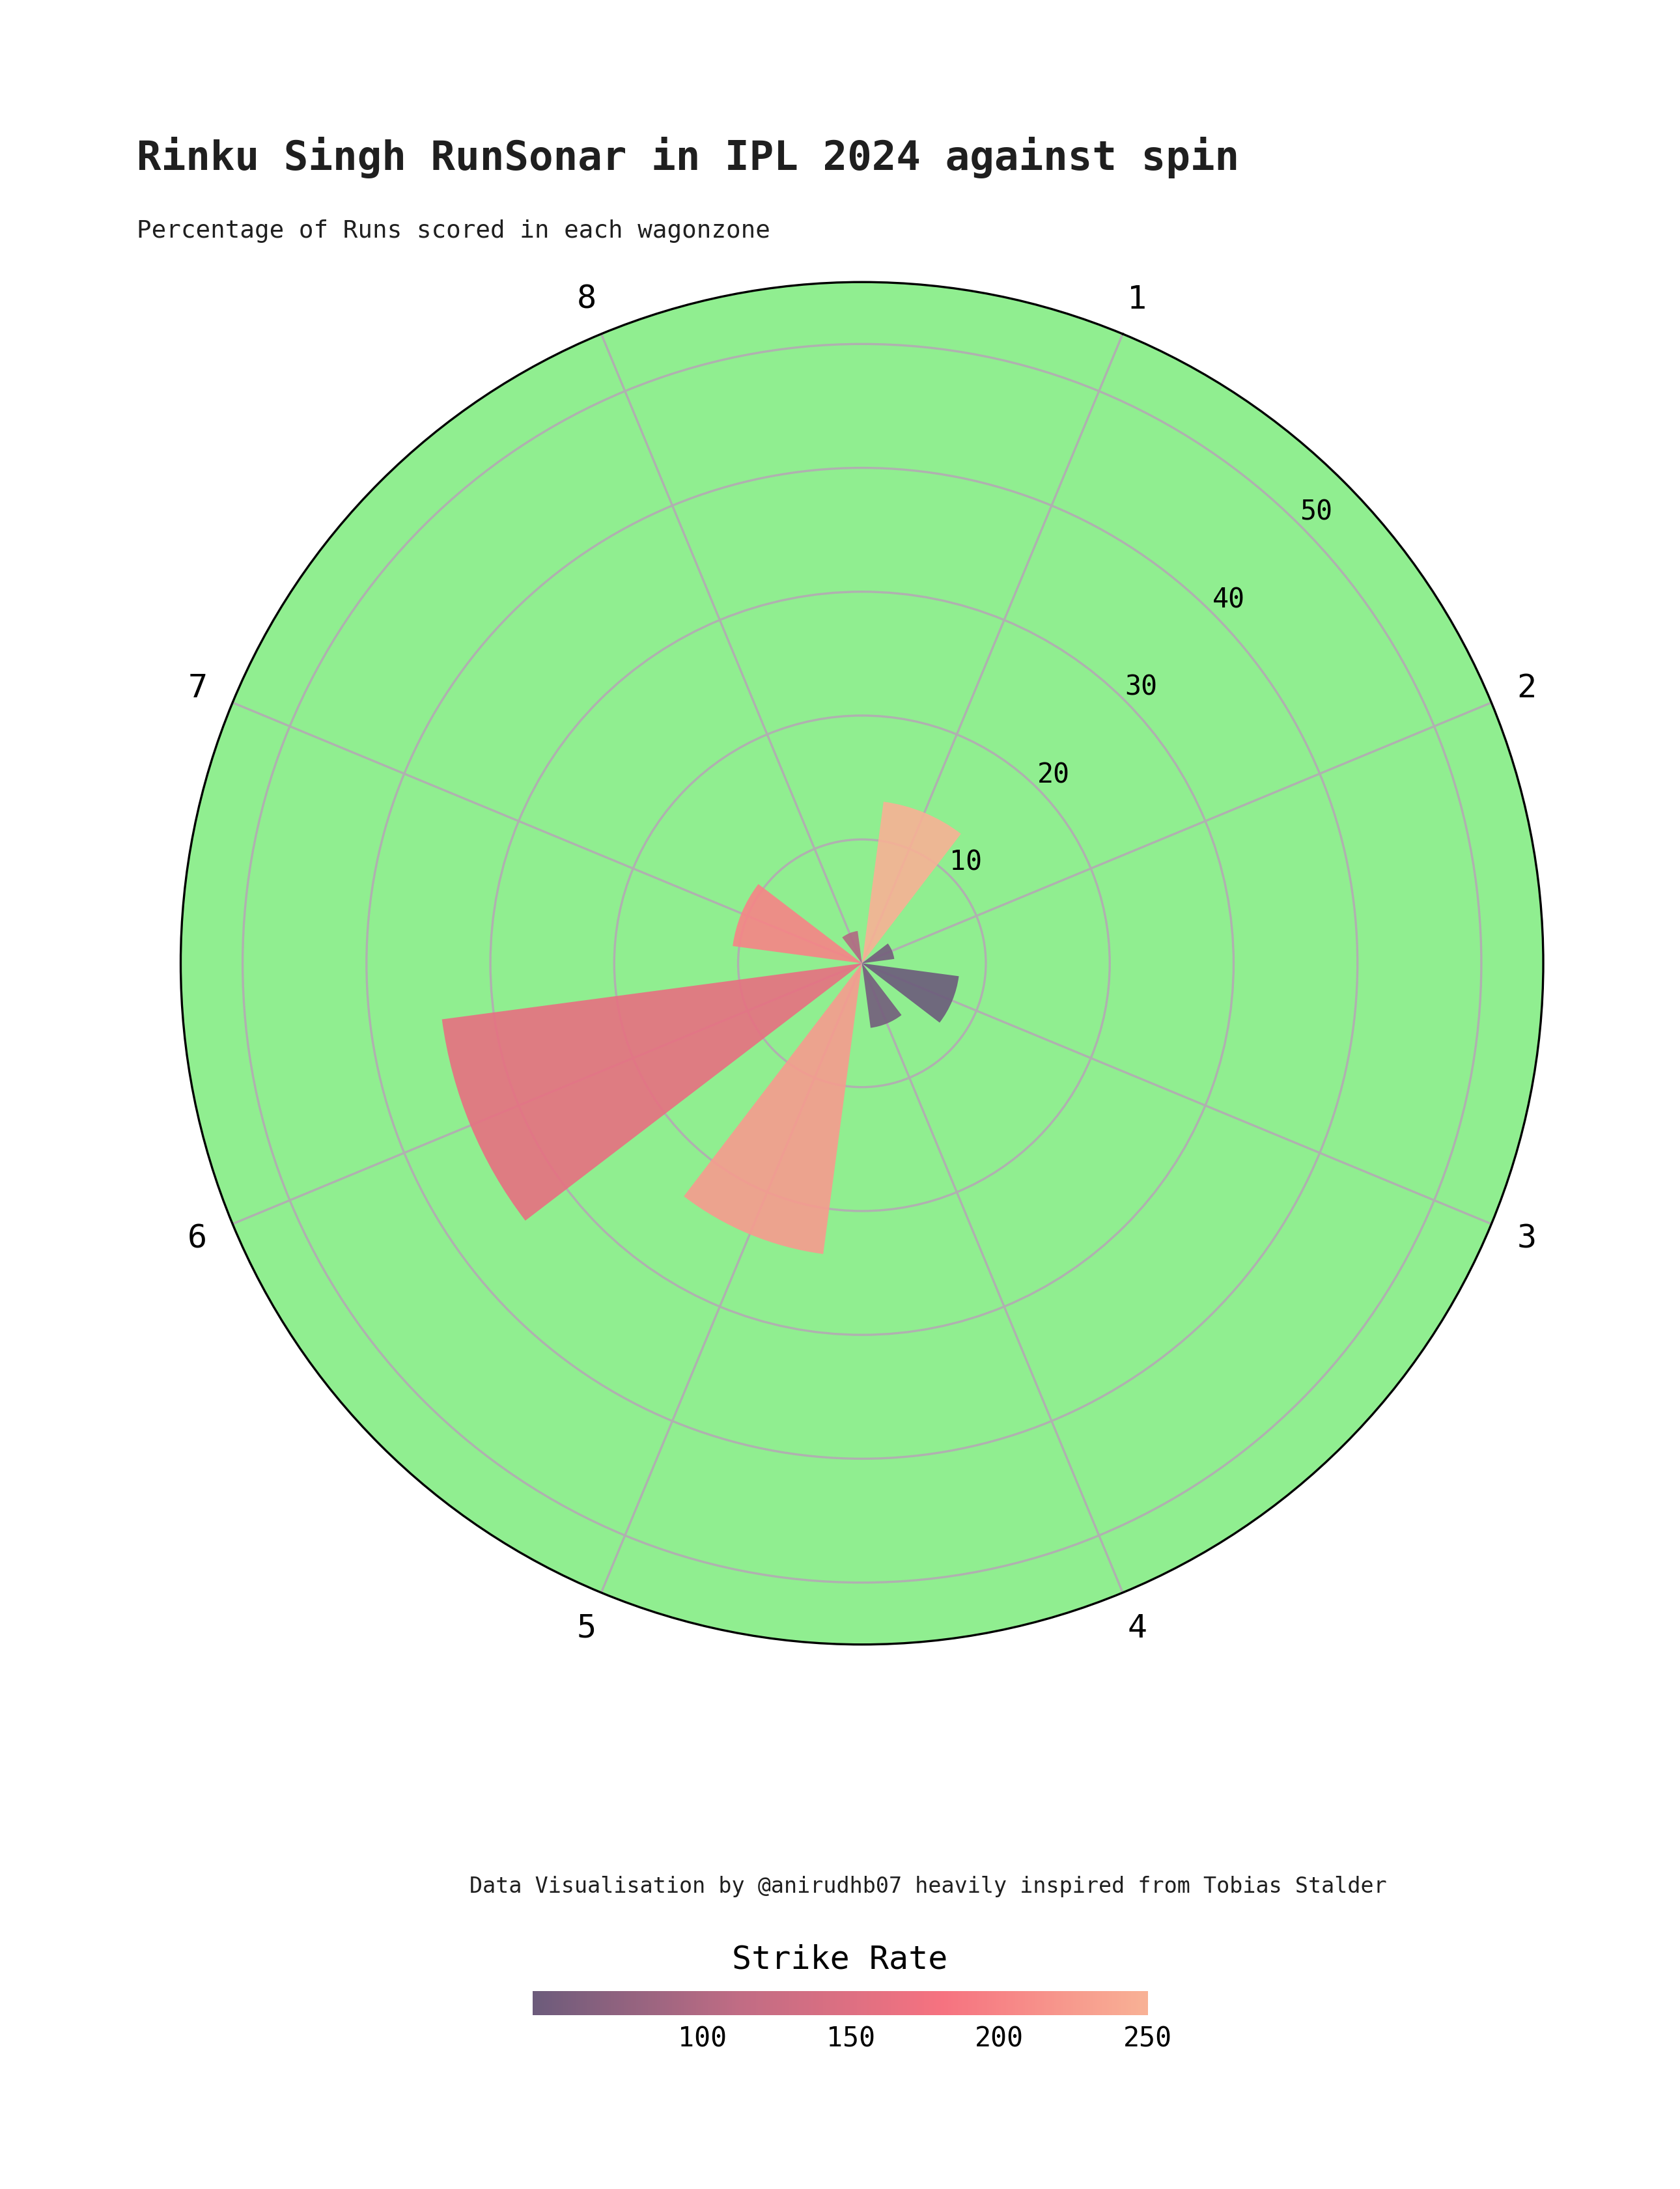 Rinku Singh RunSonar in IPL 2024 against spin
Percentage of Runs scored in each wagonzone
8
1
50
40
7
30
2
20
10
6
3
5
4
Data Visualisation by @anirudhb07 heavily inspired from Tobias Stalder
Strike Rate
100 150 200 250